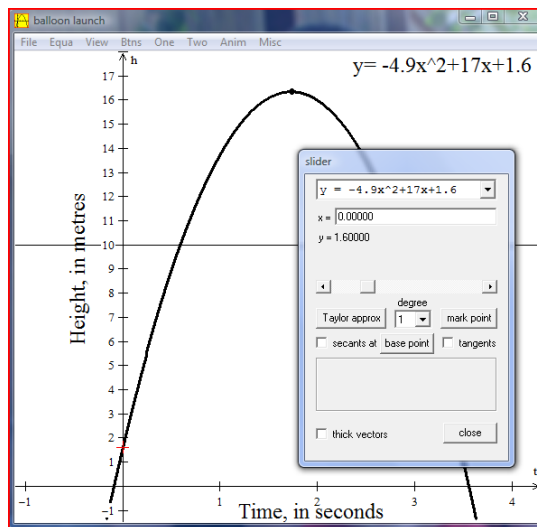 balloon launch
File Equa View Btns One Two Anim Misc
h
y= -4.9x^2+17x+1.6
17
16
15
14
13
12
11
10
9
8
7
6
5
4
3
2
1
-1
Height, in metres
slider
y = -4.9x^2+17x+1.6
x = 0.00000
y = 1.60000
degree
Taylor approx 1 mark point
secants at base point tangents
thick vectors close
t
-1 1 2 3 4
Time, in seconds